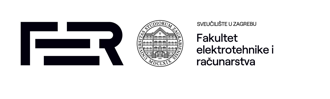 FER
SVEUČILIŠTE U ZAGREBU
Fakultet
elektrotehnike i
računarstva